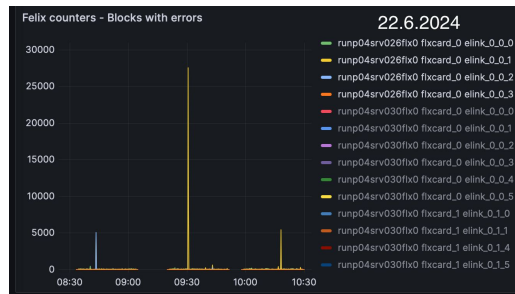 Felix counters - Blocks with errors
22.6.2024
30000
25000
20000
15000
10000
5000
0
08:30 09:00 09:30 10:00 10:30
runp04srv026flx0 flxcard_0 elink_0_0_0
runp04srv026flx0 flxcard_0 elink_0_0_1
runp04srv026flx0 flxcard_0 elink_0_0_2
runp04srv026flx0 flxcard_0 elink_0_0_3
runp04srv030flx0 flxcard_0 elink_0_0_0
runp04srv030flx0 flxcard_0 elink_0_0_1
runp04srv030flx0 flxcard_0 elink_0_0_2
runp04srv030flx0 flxcard_0 elink_0_0_3
runp04srv030flx0 flxcard_0 elink_0_0_4
runp04srv030flx0 flxcard_0 elink_0_0_5
runp04srv030flx0 flxcard_1 elink_0_1_0
runp04srv030flx0 flxcard_1 elink_0_1_1
runp04srv030flx0 flxcard_1 elink_0_1_4
runp04srv030flx0 flxcard_1 elink_0_1_5